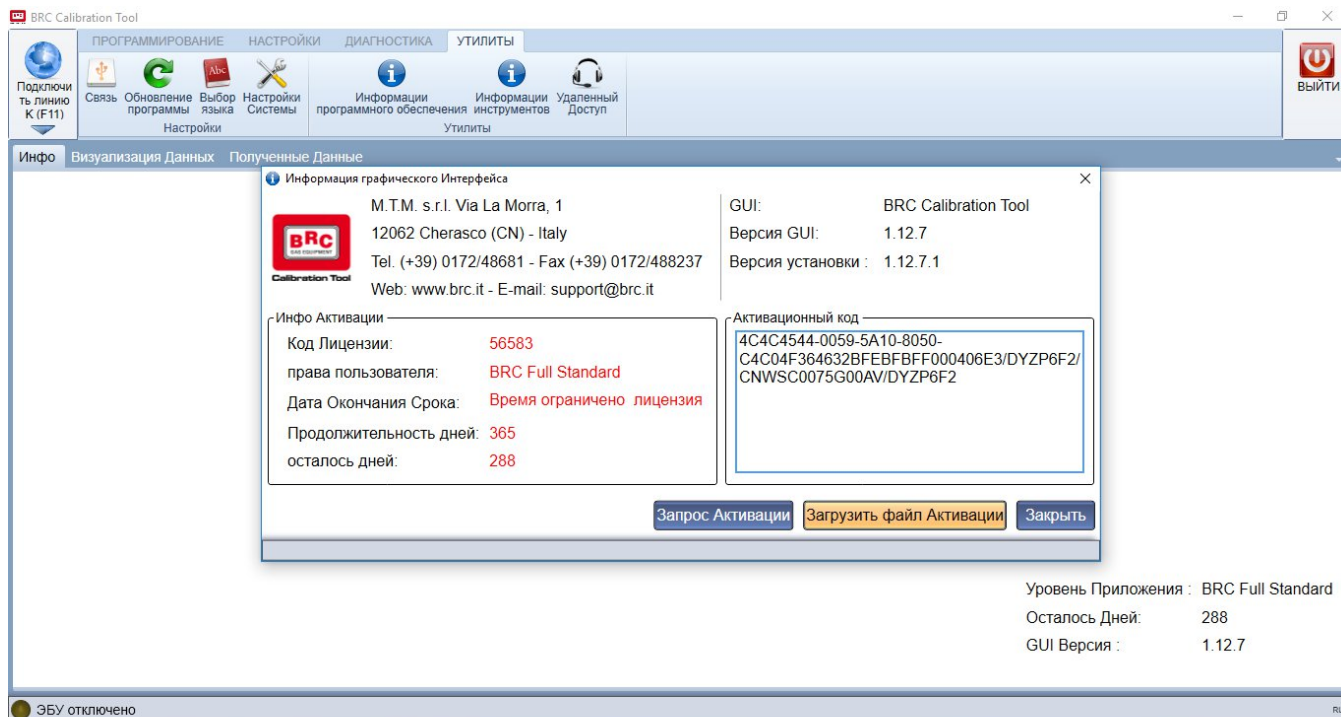 BRC Calibration Tool
ПРОГРАММИРОВАНИЕ НАСТРОЙКИ ДИАГНОСТИКА УТИЛИТЫ
Подключи
ть линию
K (F11)
Связь
Обновление
программы
Abc
Выбор
языка
Настройки
Системы
Настройки
Информации
программного обеспечения
Информации
инструментов
Удаленный
Доступ
Утилиты
ВЫЙТИ
Инфо Визуализация Данных Полученные Данные
Информация графического Интерфейса
BRC
GAS EQUIPMENT
Calibration Tool
M.T.M. s.r.l. Via La Morra, 1
12062 Cherasco (CN) - Italy
Tel. (+39) 0172/48681 - Fax (+39) 0172/488237
Web: www.brc.it - E-mail: support@brc.it
GUI: BRC Calibration Tool
Версия GUI: 1.12.7
Версия установки : 1.12.7.1
Инфо Активации
Код Лицензии: 56583
права пользователя: BRC Full Standard
Дата Окончания Срока: Время ограничено лицензия
Продолжительность дней: 365
осталось дней: 288
Активационный код
4C4C4544-0059-5A10-8050-
C4C04F364632BFEBFBFF000406E3/DYZP6F2/
CNWSC0075G00AV/DYZP6F2
Запрос Активации Загрузить файл Активации Закрыть
Уровень Приложения : BRC Full Standard
Осталось Дней: 288
GUI Версия : 1.12.7
ЭБУ отключено